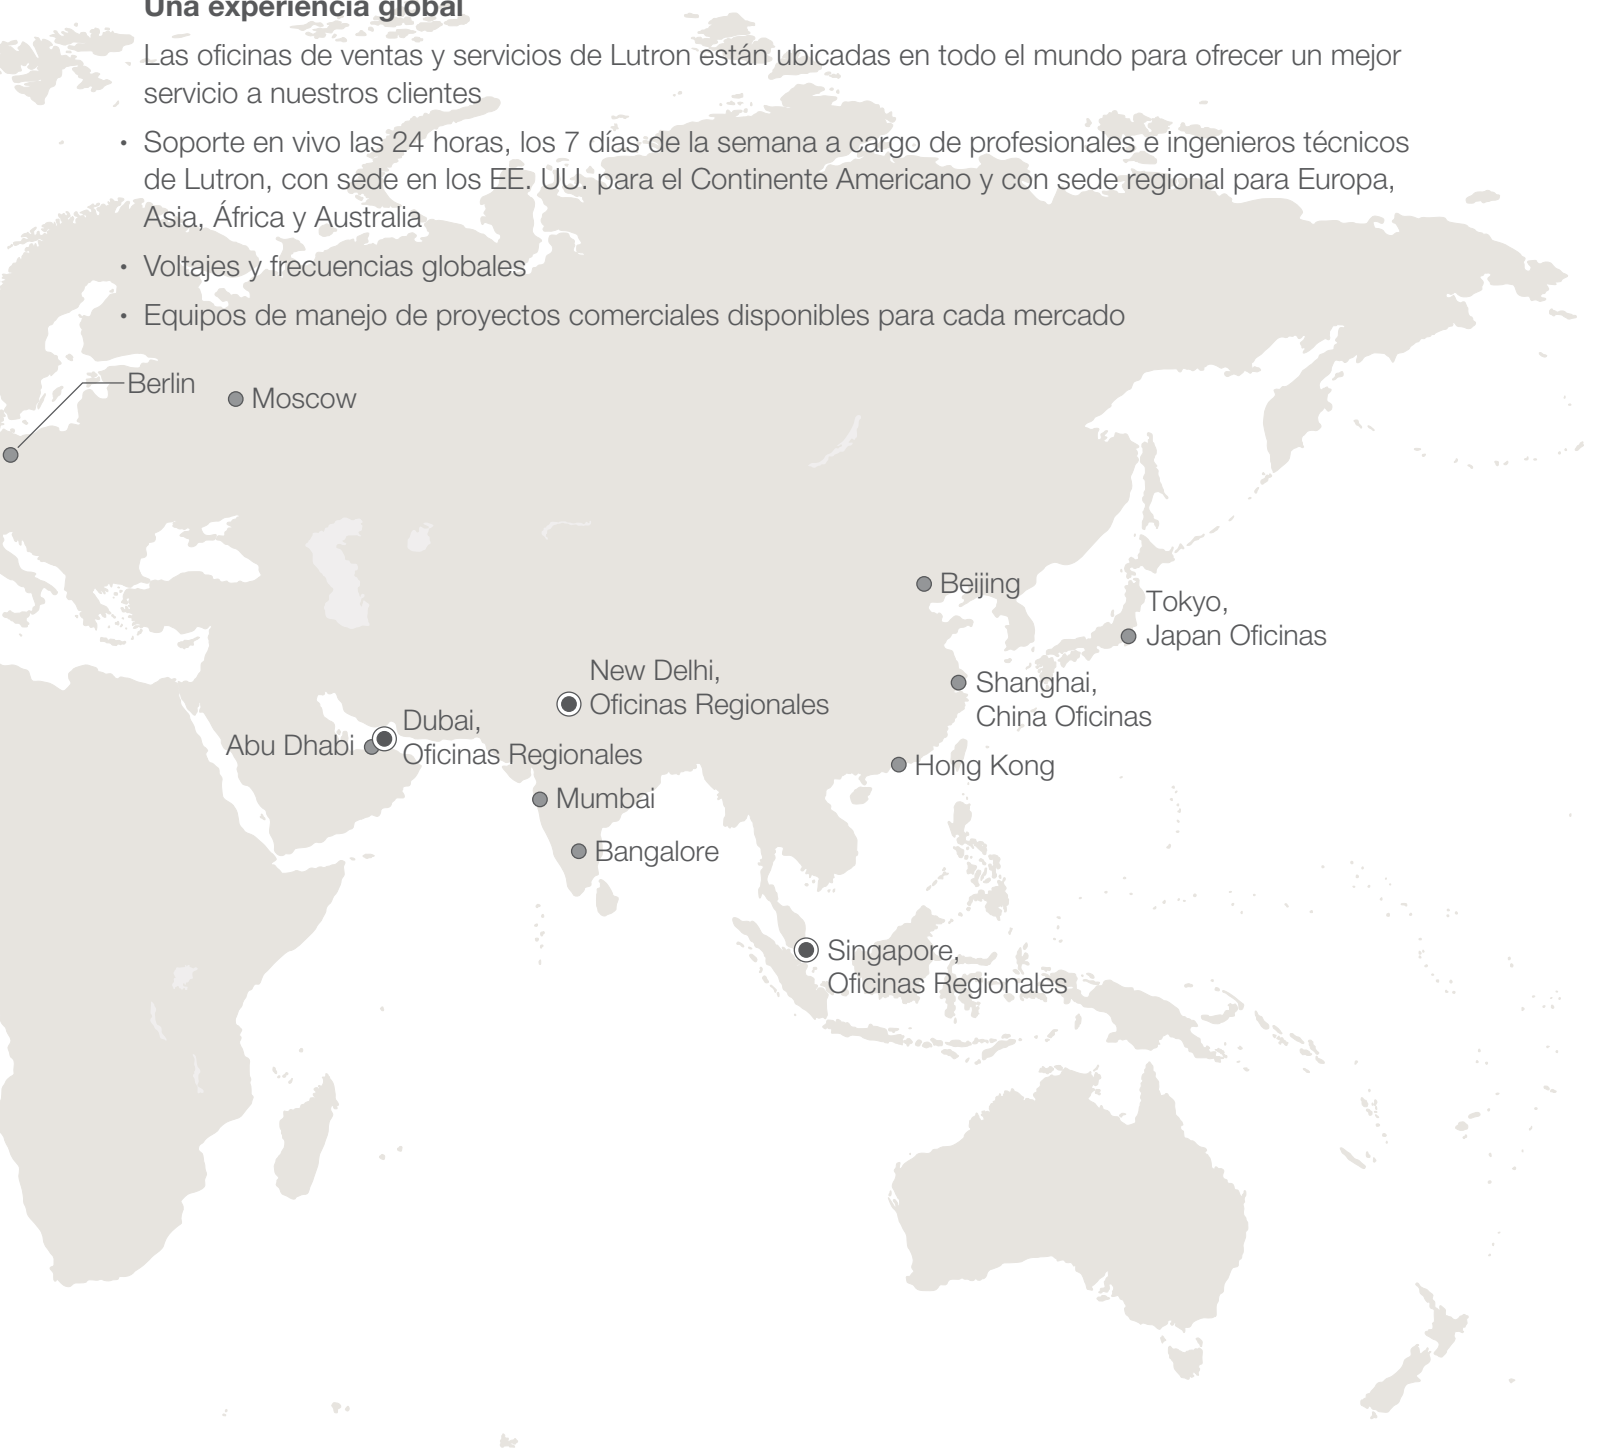 Una experiencia global
Las oficinas de ventas y servicios de Lutron están ubicadas en todo el mundo para ofrecer un mejor
servicio a nuestros clientes
• Soporte en vivo las 24 horas, los 7 días de la semana a cargo de profesionales e ingenieros técnicos
de Lutron, con sede en los EE. UU. para el Continente Americano y con sede regional para Europa,
Asia, África y Australia
• Voltajes y frecuencias globales
• Equipos de manejo de proyectos comerciales disponibles para cada mercado
Berlin
Moscow
Beijing
Tokyo,
Japan Oficinas
New Delhi,
Oficinas Regionales
Shanghai,
China Oficinas
Dubai,
Oficinas Regionales
Abu Dhabi
Hong Kong
Mumbai
Bangalore
Singapore,
Oficinas Regionales